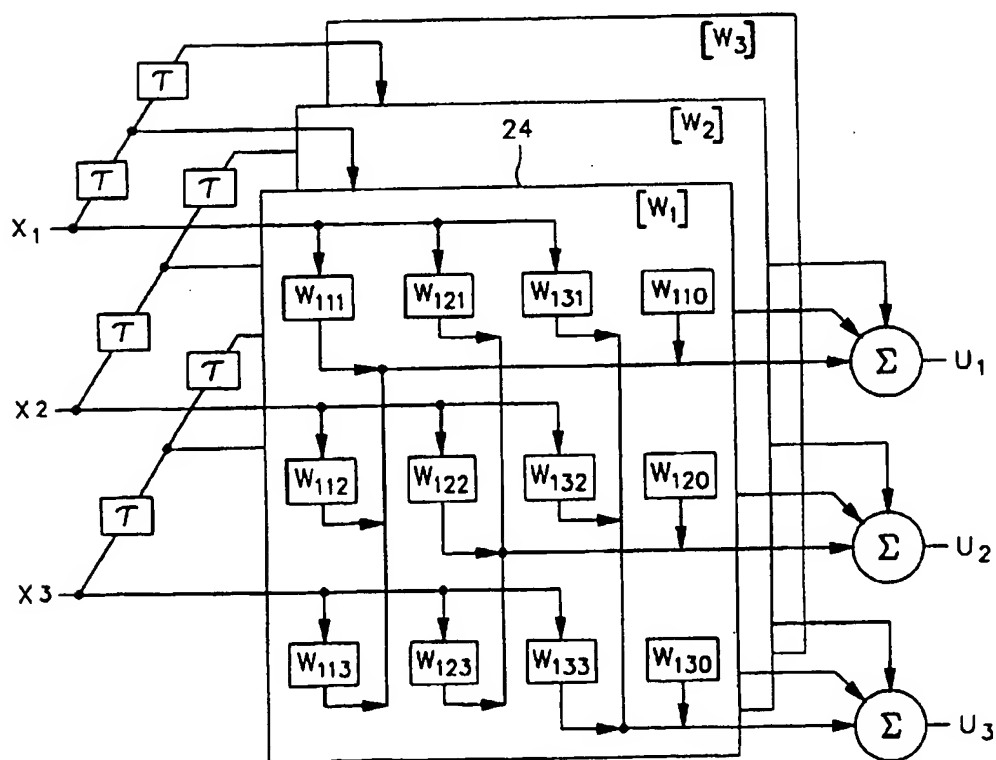 [W₃]
τ
24
[W₂]
τ
τ
[W₁]
X₁
W₁₁₁ W₁₂₁ W₁₃₁ W₁₁₀
τ
τ
Σ U₁
X2
W₁₁₂ W₁₂₂ W₁₃₂ W₁₂₀
τ
Σ U₂
X3
W₁₁₃ W₁₂₃ W₁₃₃ W₁₃₀
Σ U₃